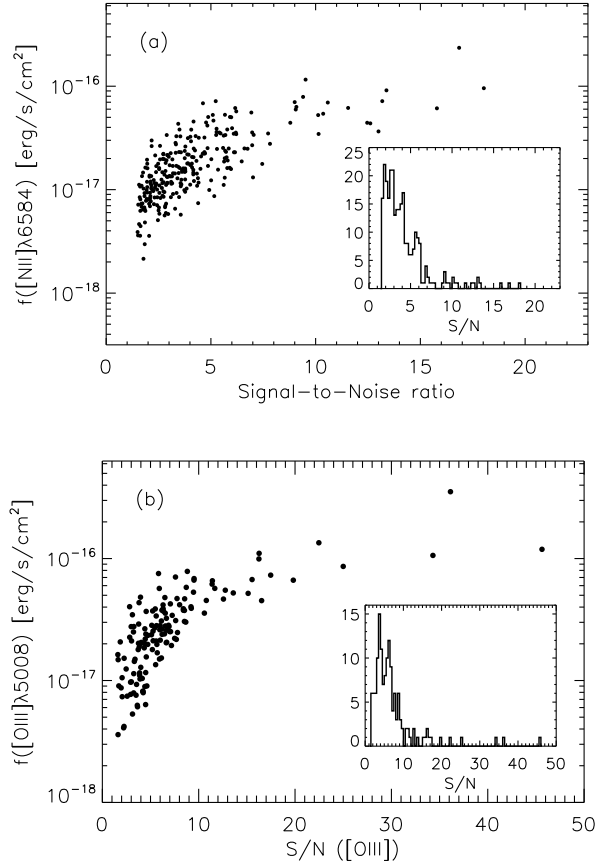 (a)
f([NII]λ6584) [erg/s/cm²]
10⁻¹⁶
10⁻¹⁷
10⁻¹⁸
0 5 10 15 20
Signal−to−Noise ratio
25
20
15
10
5
0
0 5 10 15 20
S/N
(b)
f([OIII]λ5008) [erg/s/cm²]
10⁻¹⁶
10⁻¹⁷
10⁻¹⁸
0 10 20 30 40 50
S/N ([OIII])
15
10
5
0
0 10 20 30 40 50
S/N